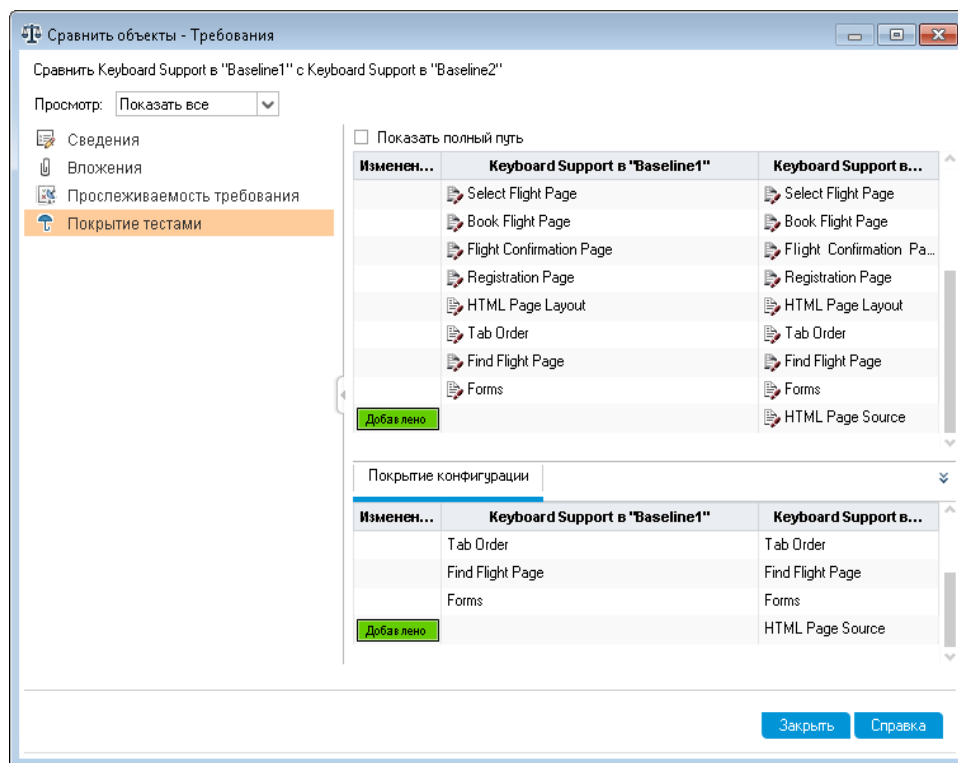 Сравнить объекты - Требования
Сравнить Keyboard Support в "Baseline1" с Keyboard Support в "Baseline2"
Просмотр: Показать все
Сведения
Вложения
Прослеживаемость требования
Покрытие тестами
Показать полный путь
Изменен... Keyboard Support в "Baseline1" Keyboard Support в...
Select Flight Page Select Flight Page
Book Flight Page Book Flight Page
Flight Confirmation Page Flight Confirmation Pa...
Registration Page Registration Page
HTML Page Layout HTML Page Layout
Tab Order Tab Order
Find Flight Page Find Flight Page
Forms Forms
Добавлено HTML Page Source
Покрытие конфигурации
Изменен... Keyboard Support в "Baseline1" Keyboard Support в...
Tab Order Tab Order
Find Flight Page Find Flight Page
Forms Forms
Добавлено HTML Page Source
Закрыть Справка